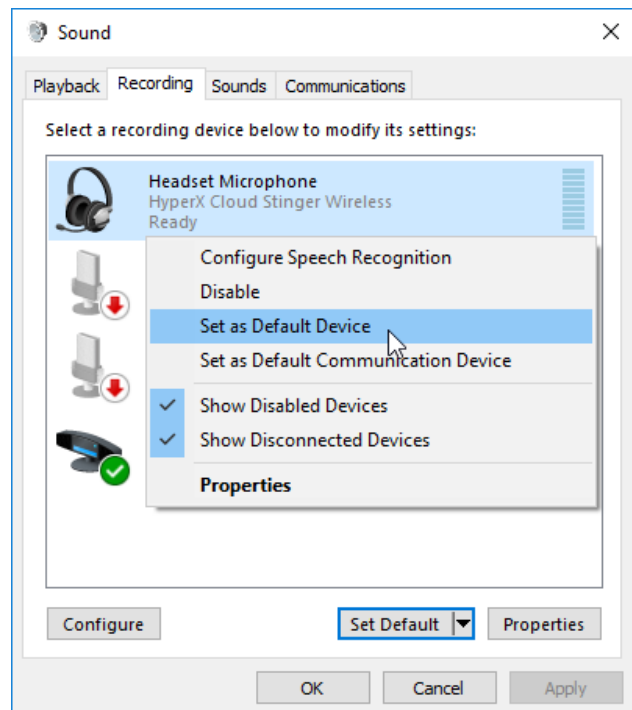 Sound
Playback Recording Sounds Communications
Select a recording device below to modify its settings:
Headset Microphone
HyperX Cloud Stinger Wireless
Ready
Configure Speech Recognition
Disable
Set as Default Device
Set as Default Communication Device
Show Disabled Devices
Show Disconnected Devices
Properties
Configure Set Default Properties
OK Cancel Apply